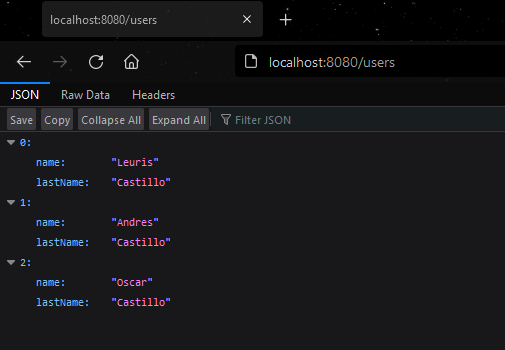 localhost:8080/users
localhost:8080/users
JSON Raw Data Headers
Save Copy Collapse All Expand All Filter JSON
0:
name: "Leuris"
lastName: "Castillo"
1:
name: "Andres"
lastName: "Castillo"
2:
name: "Oscar"
lastName: "Castillo"